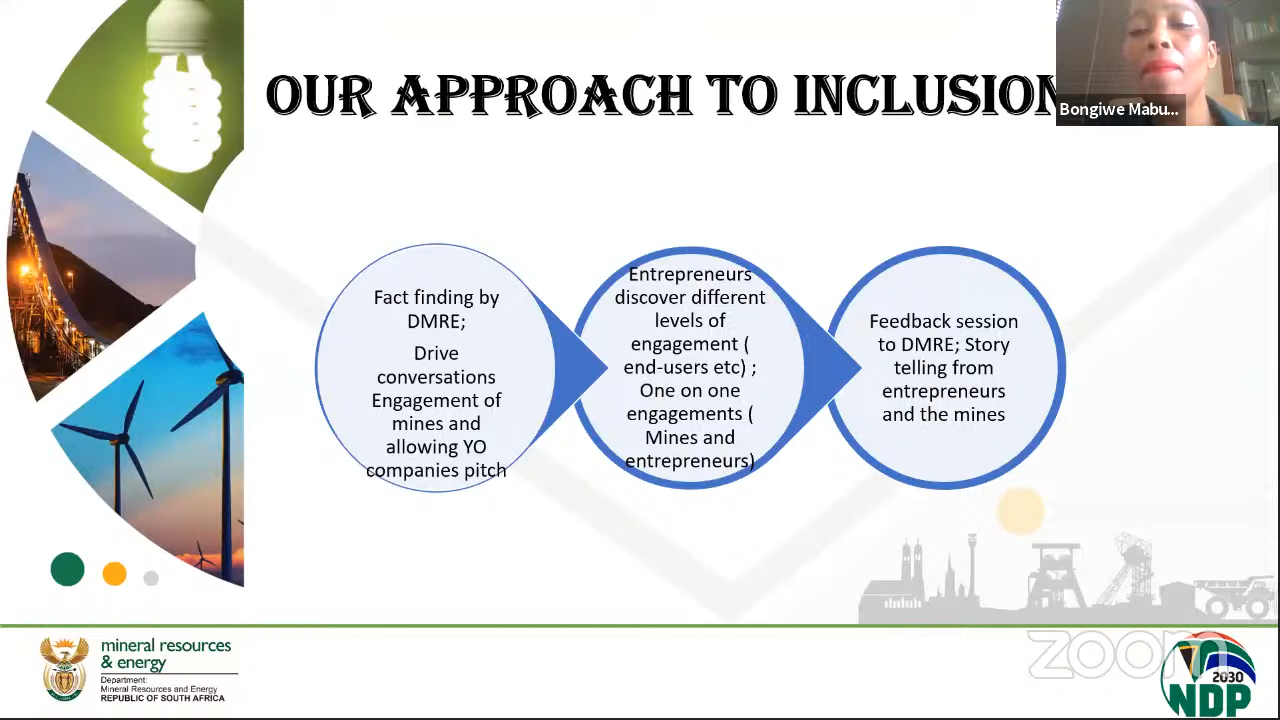 OUR APPROACH TO INCLUSION
Bongiwe Mabu...
Fact finding by
DMRE;
Drive
conversations
Engagement of
mines and
allowing YO
companies pitch
Entrepreneurs
discover different
levels of
engagement (
end-users etc) ;
One on one
engagements (
Mines and
entrepreneurs)
Feedback session
to DMRE; Story
telling from
entrepreneurs
and the mines
mineral resources
& energy
Department:
Mineral Resources and Energy
REPUBLIC OF SOUTH AFRICA
zoom
2030
NDP